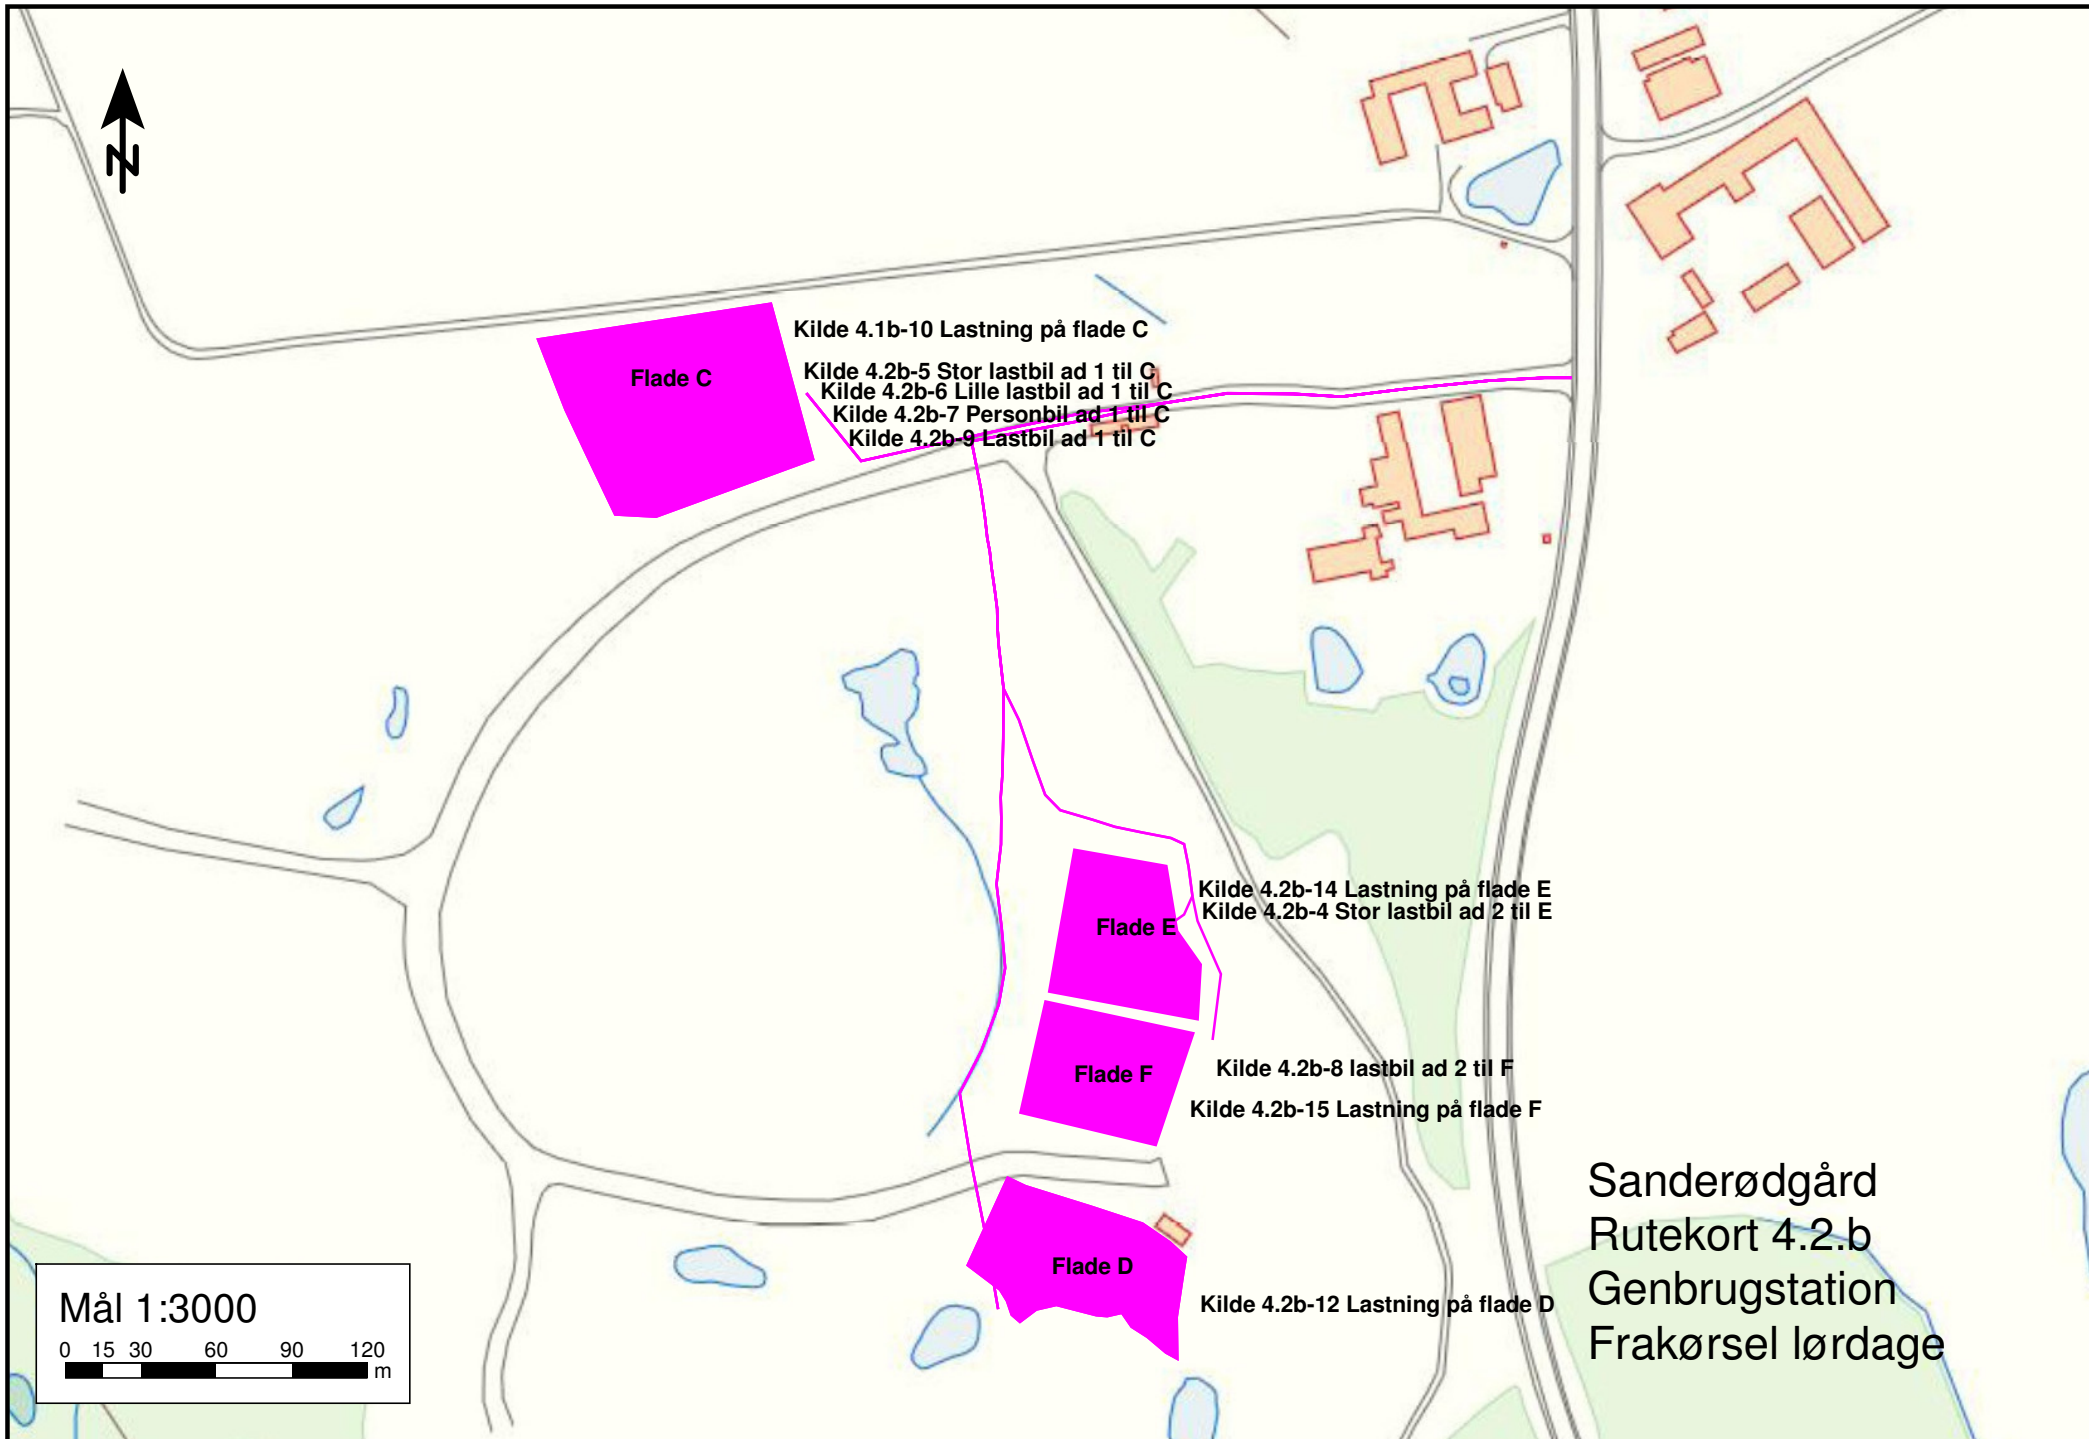 N
Kilde 4.1b-10 Lastning på flade C
Flade C
Kilde 4.2b-5 Stor lastbil ad 1 til C
Kilde 4.2b-6 Lille lastbil ad 1 til C
Kilde 4.2b-7 Personbil ad 1 til C
Kilde 4.2b-9 Lastbil ad 1 til C
Kilde 4.2b-14 Lastning på flade E
Kilde 4.2b-4 Stor lastbil ad 2 til E
Flade E
Flade F
Kilde 4.2b-8 lastbil ad 2 til F
Kilde 4.2b-15 Lastning på flade F
Flade D
Kilde 4.2b-12 Lastning på flade D
Sanderødgård
Rutekort 4.2.b
Genbrugstation
Frakørsel lørdage
Mål 1:3000
0 15 30 60 90 120
m